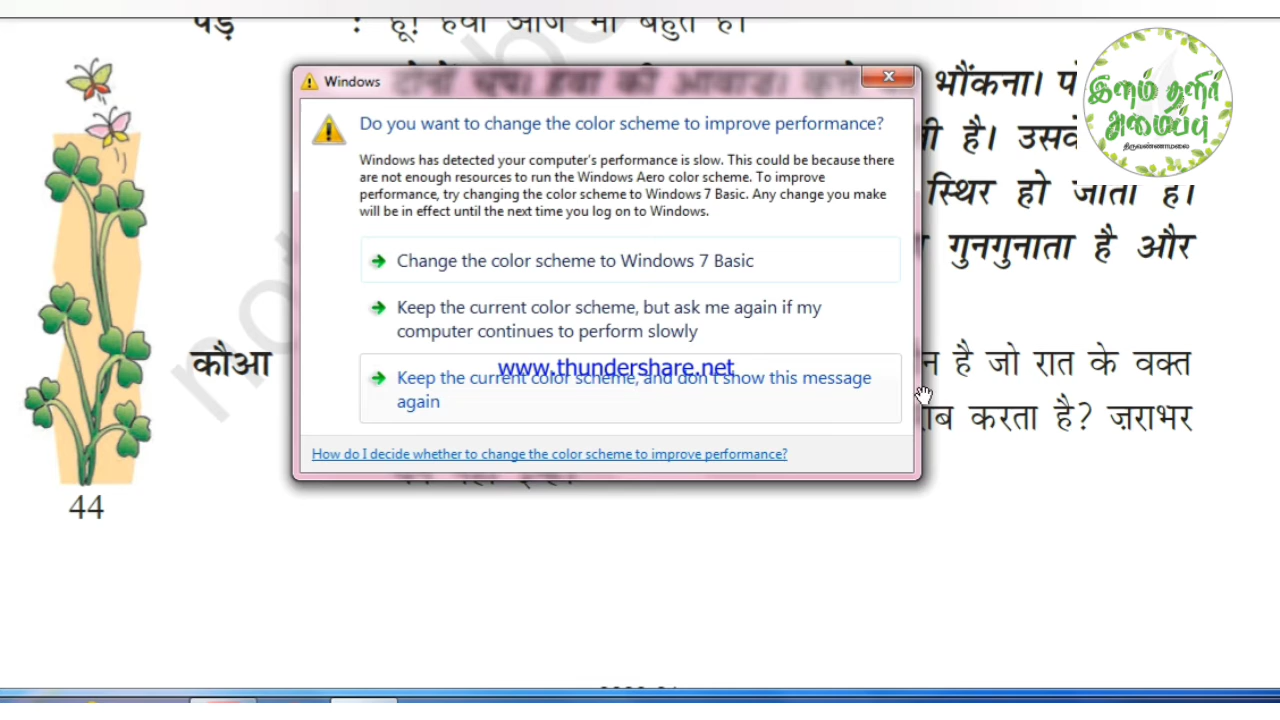 पेड़ : हूँ! हवा आज भी बहुत है।
Windows
भौंकना।
है।
स्थिर हो जाता है।
गुनगुनाता है और
Do you want to change the color scheme to improve performance?
Windows has detected your computer's performance is slow. This could be because there
are not enough resources to run the Windows Aero color scheme. To improve
performance, try changing the color scheme to Windows 7 Basic. Any change you make
will be in effect until the next time you log on to Windows.
Change the color scheme to Windows 7 Basic
Keep the current color scheme, but ask me again if my
computer continues to perform slowly
www.thundershare.net
Keep the current color scheme, and don't show this message
again
How do I decide whether to change the color scheme to improve performance?
कौआ
है जो रात के वक्त
करता है? ज़राभर
44
இளம் தளிர்
அமைப்பு
திருவண்ணாமலை